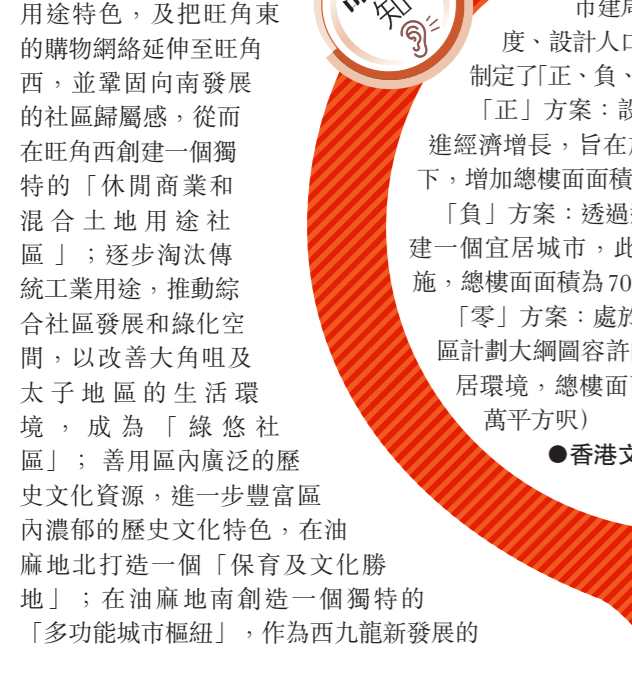 用途特色，及把旺角東
的購物網絡延伸至旺角
西，並鞏固向南發展
的社區歸屬感，從而
在旺角西創建一個獨
特的「休閒商業和
混合土地用途社
區」；逐步淘汰傳
統工業用途，推動綜
合社區發展和綠化空
間，以改善大角咀及
太子地區的生活環
境，成為「綠悠社
區」；善用區內廣泛的歷
史文化資源，進一步豐富區
內濃郁的歷史文化特色，在油
麻地北打造一個「保育及文化勝
地」；在油麻地南創造一個獨特的
「多功能城市樞紐」，作為西九龍新發展的
知
市建局
度、設計人口
制定了「正、負、
「正」方案：設
進經濟增長，旨在
下，增加總樓面面積
「負」方案：透過
建一個宜居城市，此
施，總樓面面積為70
「零」方案：處於
區計劃大綱圖容許
居環境，總樓面
萬平方呎）
●香港文